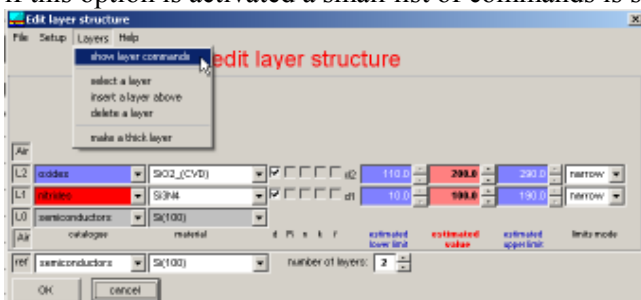 if this option is activated a small list of commands is s
Edit layer structure
File Setup Layers Help
show layer commands
edit layer structure
select a layer
insert a layer above
delete a layer
make a thick layer
Air
L2 oxides SiO2_(CVD) d2 110.0 200.0 290.0 narrow
L1 nitrides Si3N4 d1 10.0 100.0 190.0 narrow
L0 semiconductors Si(100)
Air catalogue material d n k f estimated lower limit estimated value estimated upper limit limits mode
ref semiconductors Si(100) number of layers: 2
OK cancel